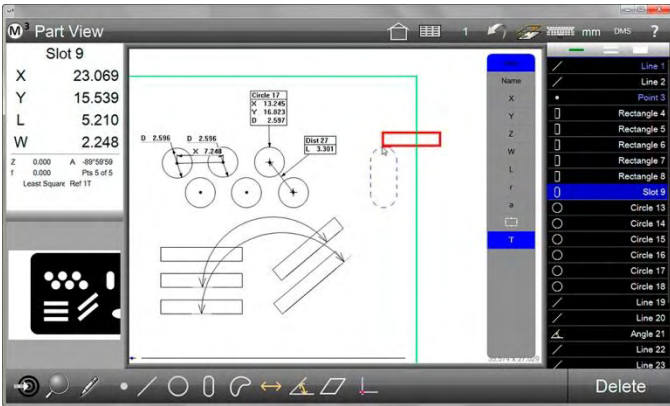 M³ Part View
1
mm
DMS
?
Slot 9
X 23.069
Y 15.539
L 5.210
W 2.248
Z 0.000 A -89°59'59
f 0.000 Pts 5 of 5
Least Square Ref 1T
Circle 17
X 13.245
Y 16.823
D 2.597
D 2.596 D 2.596
X 7.248
Dist 27
L 3.301
Name
X
Y
Z
W
L
r
a
T
Line 1
Line 2
Point 3
Rectangle 4
Rectangle 5
Rectangle 6
Rectangle 7
Rectangle 8
Slot 9
Circle 13
Circle 14
Circle 15
Circle 16
Circle 17
Circle 18
Line 19
Line 20
Angle 21
Line 22
Line 23
Delete